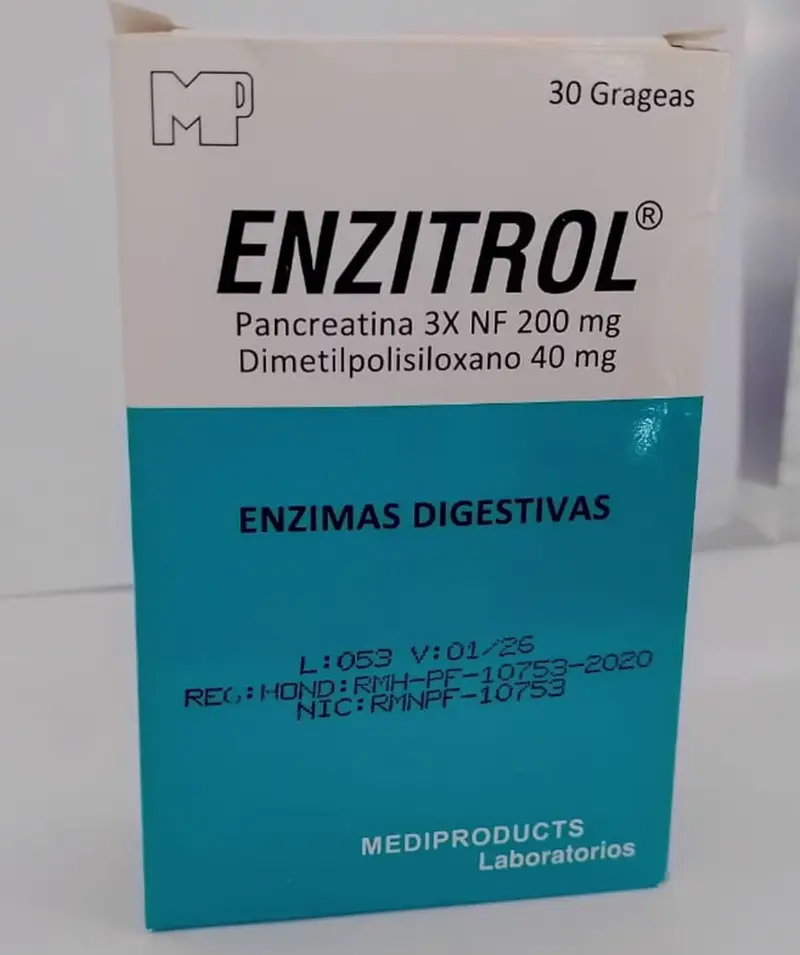 MP
30 Grageas
ENZITROL®
Pancreatina 3X NF 200 mg
Dimetilpolisiloxano 40 mg
ENZIMAS DIGESTIVAS
L:053 V:01/26
REG:HOND:RMH-PF-10753-2020
NIC:RMNPF-10753
MEDIPRODUCTS
Laboratorios